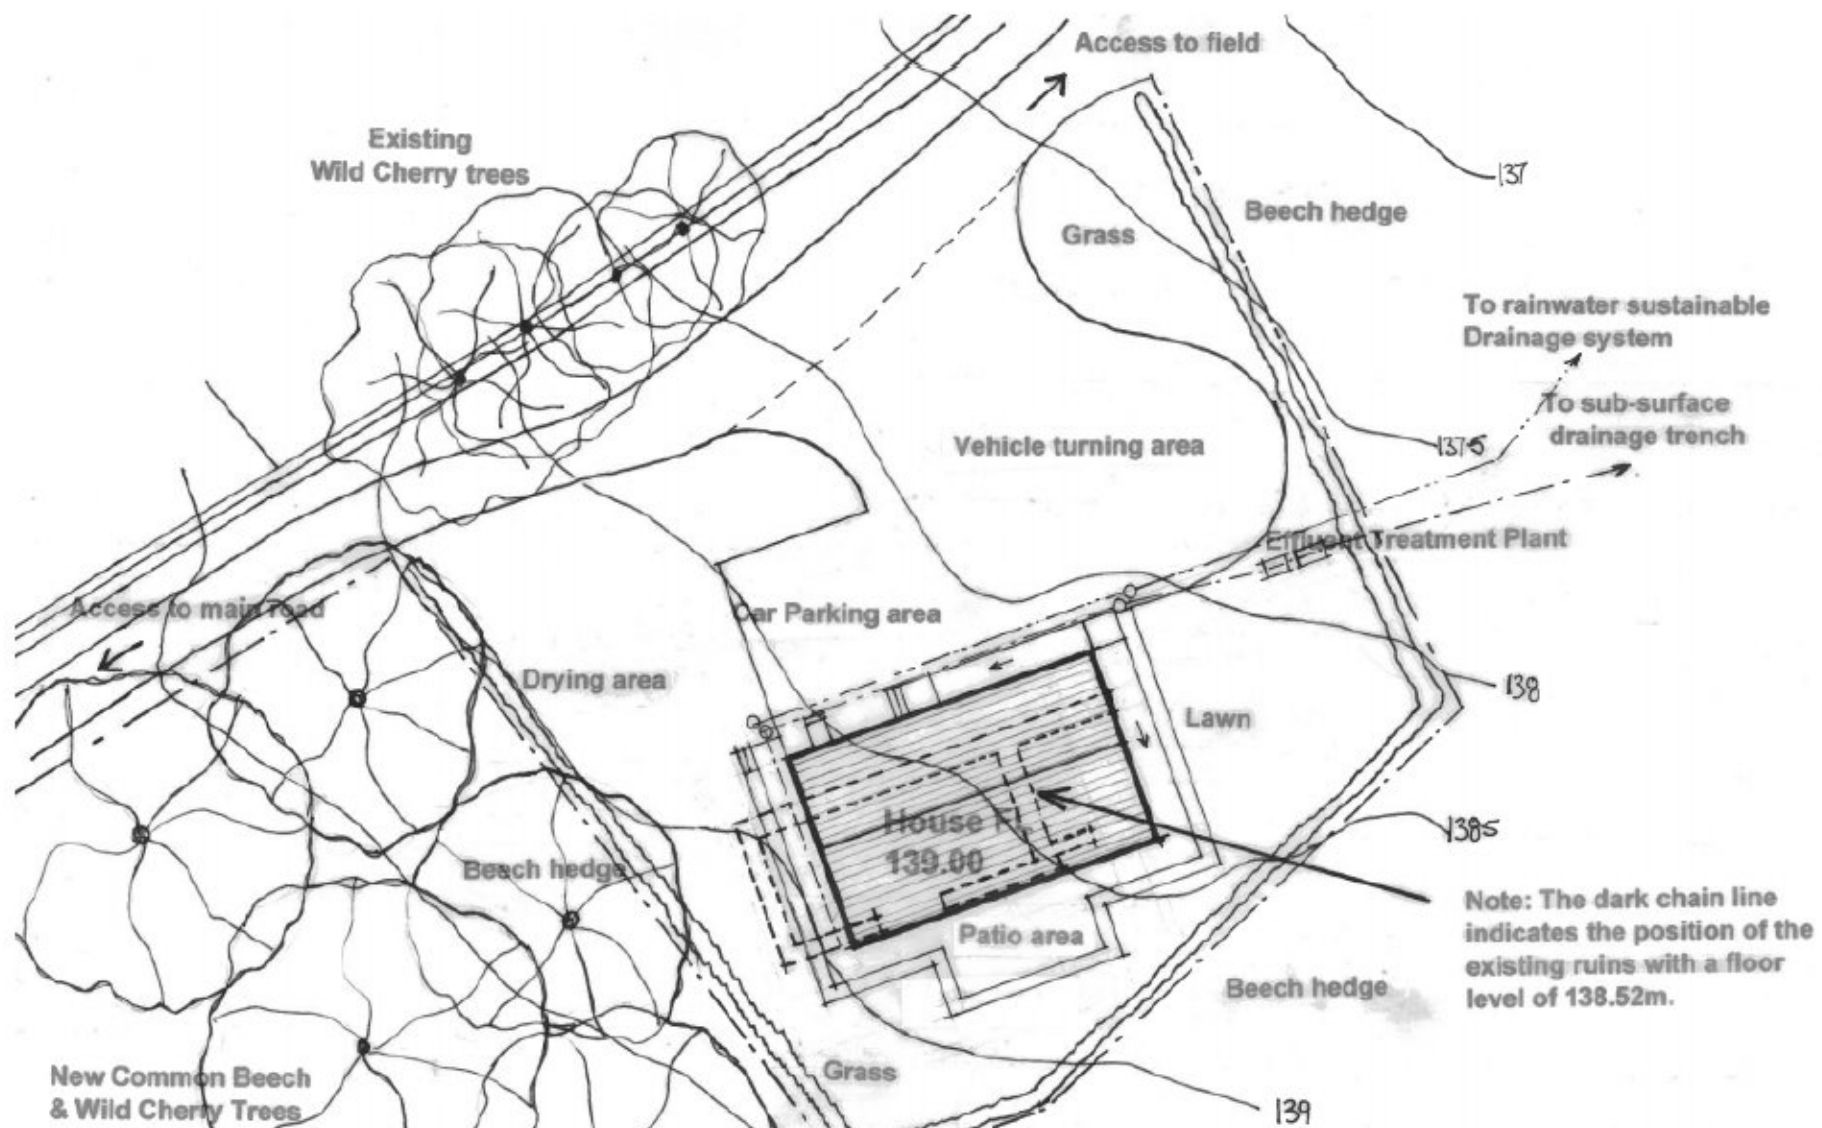 Access to field
Existing
Wild Cherry trees
137
Beech hedge
Grass
To rainwater sustainable
Drainage system
To sub-surface
drainage trench
Vehicle turning area
137.5
Effluent Treatment Plant
Access to main road
Car Parking area
Drying area
138
Lawn
House FL
139.00
138.5
Beech hedge
Note: The dark chain line
indicates the position of the
existing ruins with a floor
level of 138.52m.
Patio area
Beech hedge
Grass
New Common Beech
& Wild Cherry Trees
139